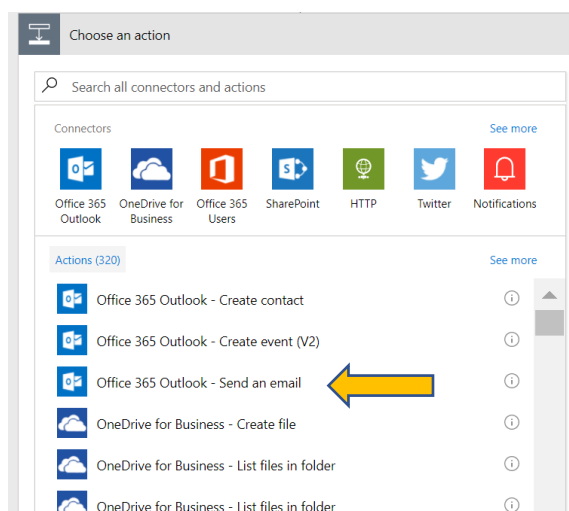 Choose an action
Search all connectors and actions
Connectors
See more
Office 365
Outlook
OneDrive for
Business
Office 365
Users
SharePoint
HTTP
Twitter
Notifications
Actions (320)
See more
Office 365 Outlook - Create contact
Office 365 Outlook - Create event (V2)
Office 365 Outlook - Send an email
OneDrive for Business - Create file
OneDrive for Business - List files in folder
OneDrive for Business - List files in folder